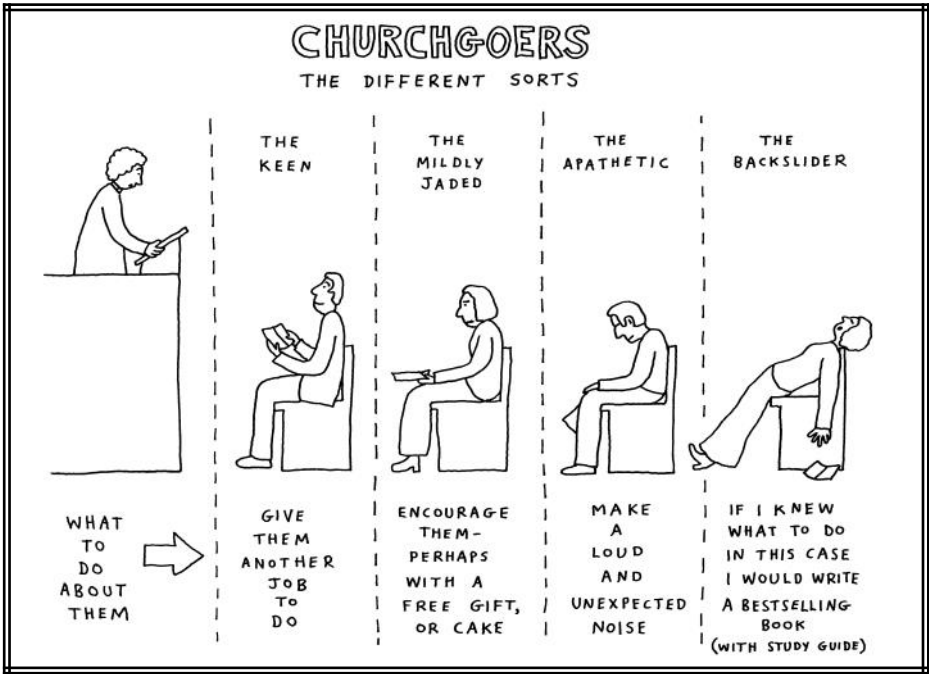 CHURCHGOERS
THE DIFFERENT SORTS
THE
KEEN
THE
MILDLY
JADED
THE
APATHETIC
THE
BACKSLIDER
WHAT
TO
DO
ABOUT
THEM
GIVE
THEM
ANOTHER
JOB
TO
DO
ENCOURAGE
THEM-
PERHAPS
WITH A
FREE GIFT,
OR CAKE
MAKE
A
LOUD
AND
UNEXPECTED
NOISE
IF I KNEW
WHAT TO DO
IN THIS CASE
I WOULD WRITE
A BESTSELLING
BOOK
(WITH STUDY GUIDE)